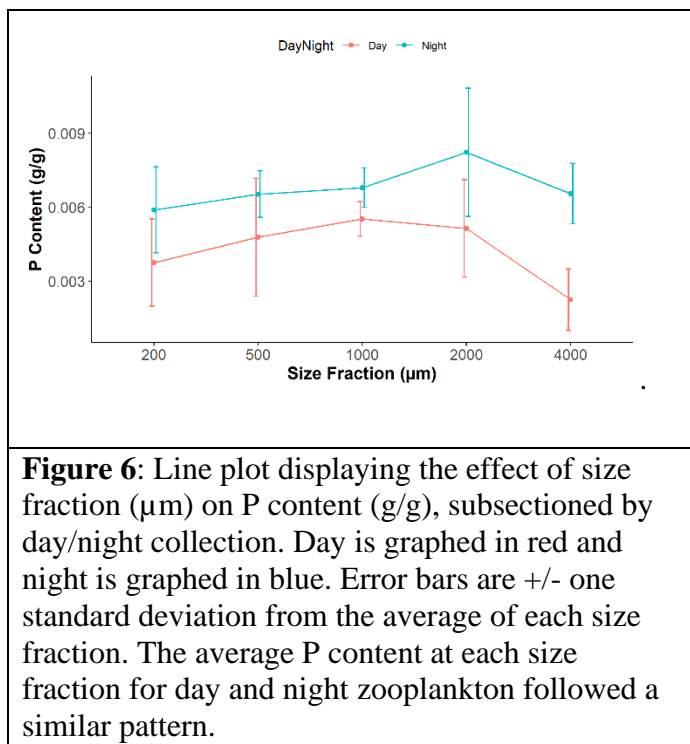 DayNight Day Night
P Content (g/g)
0.009
0.006
0.003
200 500 1000 2000 4000
Size Fraction (µm)
.
Figure 6: Line plot displaying the effect of size
fraction (µm) on P content (g/g), subsectioned by
day/night collection. Day is graphed in red and
night is graphed in blue. Error bars are +/- one
standard deviation from the average of each size
fraction. The average P content at each size
fraction for day and night zooplankton followed a
similar pattern.